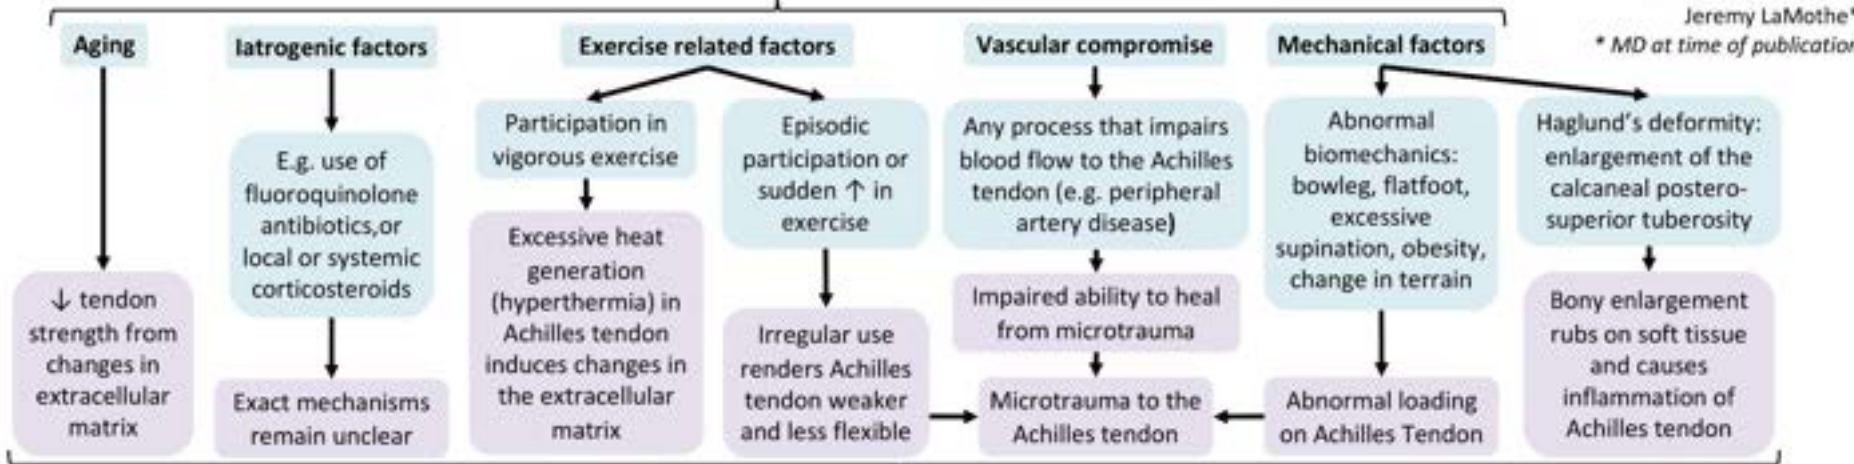 Jeremy LaMothe*
* MD at time of publication
Aging
Iatrogenic factors
Exercise related factors
Vascular compromise
Mechanical factors
E.g. use of
fluoroquinolone
antibiotics,or
local or systemic
corticosteroids
Participation in
vigorous exercise
Episodic
participation or
sudden ↑ in
exercise
Any process that impairs
blood flow to the Achilles
tendon (e.g. peripheral
artery disease)
Abnormal
biomechanics:
bowleg, flatfoot,
excessive
supination, obesity,
change in terrain
Haglund's deformity:
enlargement of the
calcaneal postero-
superior tuberosity
↓ tendon
strength from
changes in
extracellular
matrix
Exact mechanisms
remain unclear
Excessive heat
generation
(hyperthermia) in
Achilles tendon
induces changes in
the extracellular
matrix
Irregular use
renders Achilles
tendon weaker
and less flexible
Impaired ability to heal
from microtrauma
Microtrauma to the
Achilles tendon
Abnormal loading
on Achilles Tendon
Bony enlargement
rubs on soft tissue
and causes
inflammation of
Achilles tendon